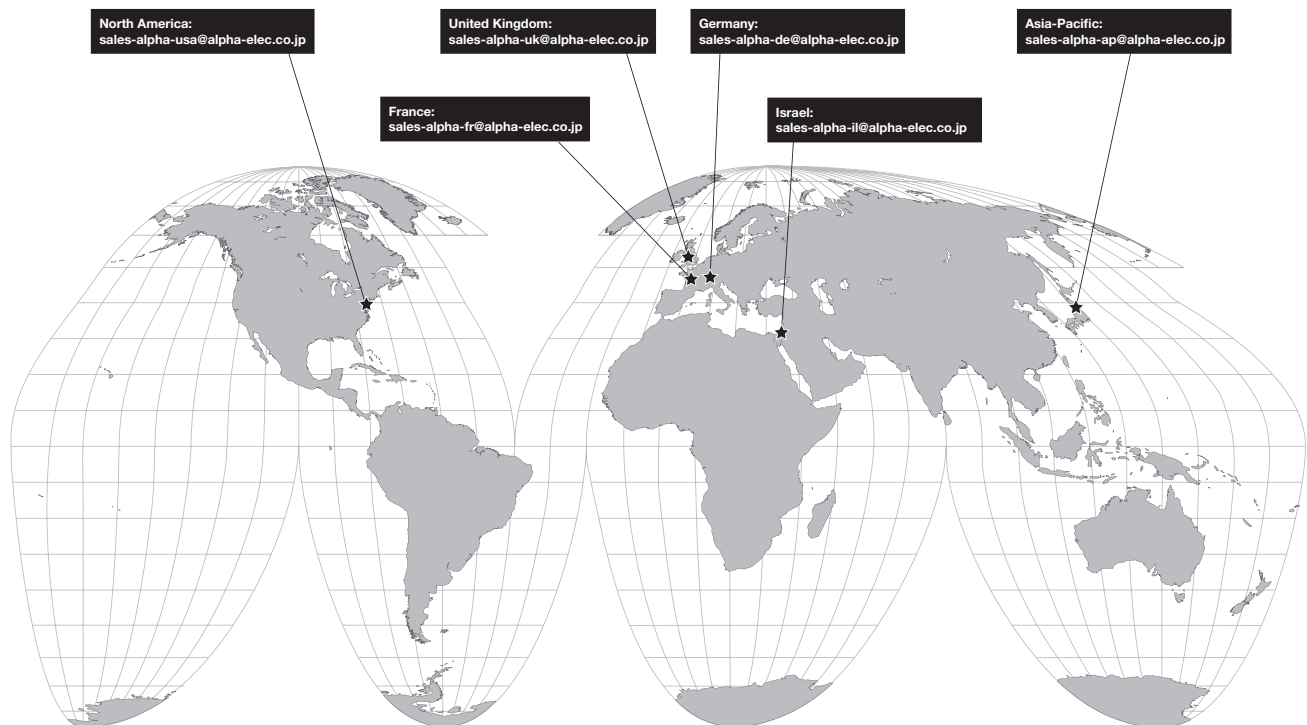 North America:
sales-alpha-usa@alpha-elec.co.jp
United Kingdom:
sales-alpha-uk@alpha-elec.co.jp
Germany:
sales-alpha-de@alpha-elec.co.jp
Asia-Pacific:
sales-alpha-ap@alpha-elec.co.jp
France:
sales-alpha-fr@alpha-elec.co.jp
Israel:
sales-alpha-il@alpha-elec.co.jp